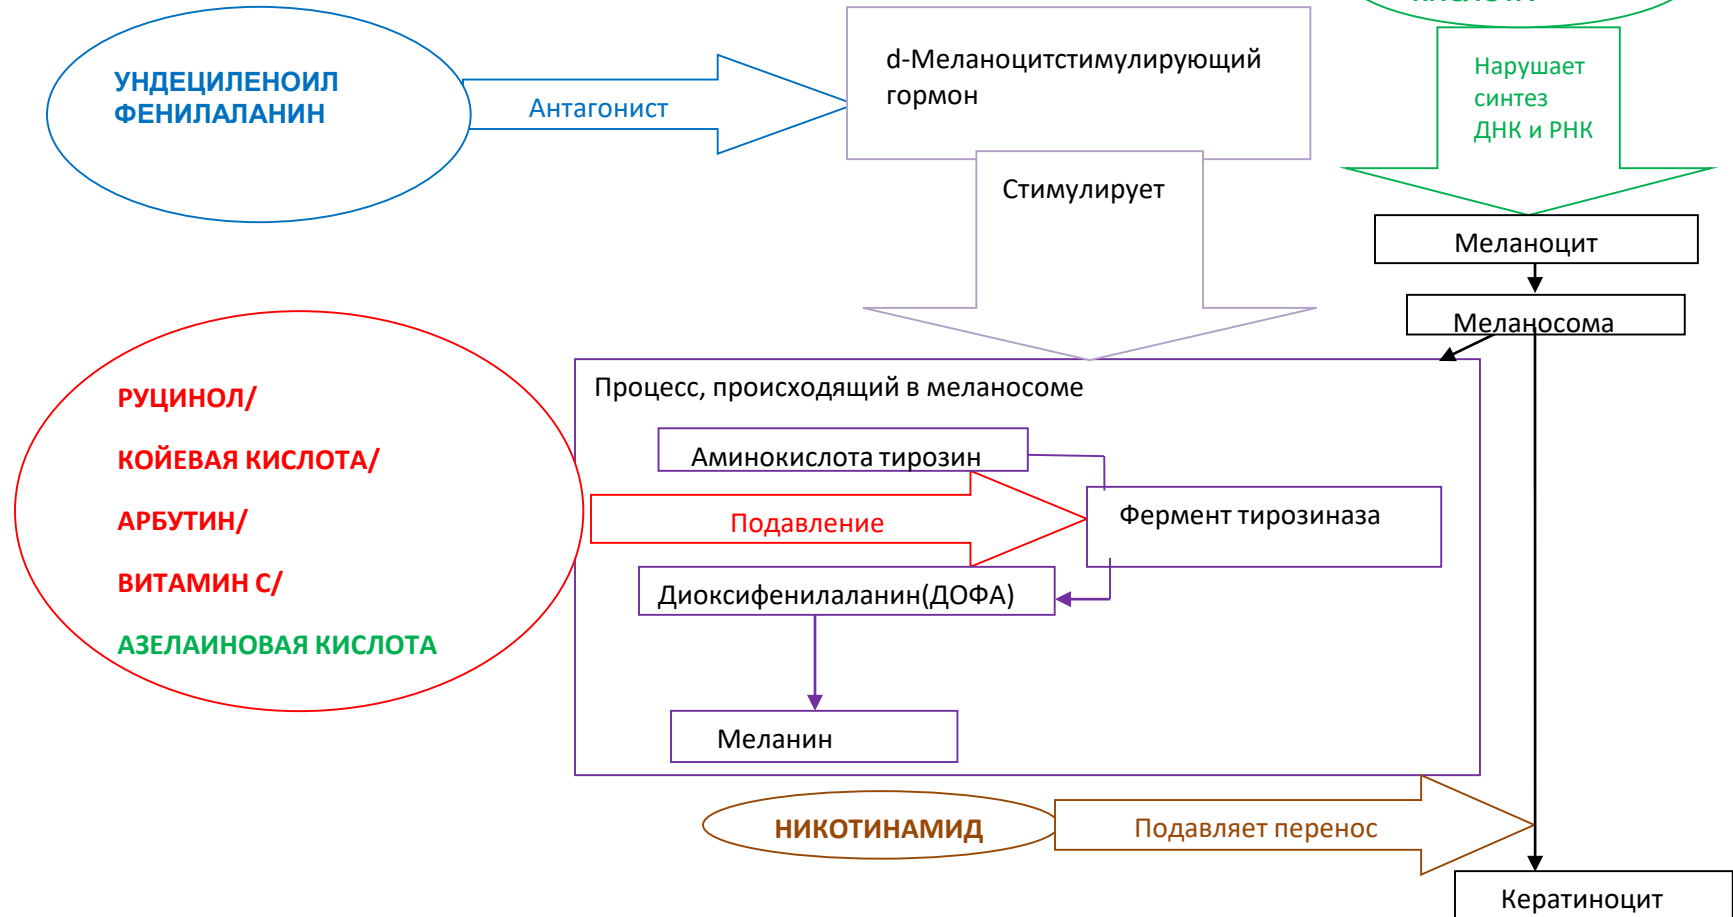 КИСЛОТА
УНДЕЦИЛЕНОИЛ
ФЕНИЛАЛАНИН
Антагонист
d-Меланоцитстимулирующий
гормон
Нарушает
синтез
ДНК и РНК
Стимулирует
Меланоцит
Меланосома
РУЦИНОЛ/
КОЙЕВАЯ КИСЛОТА/
АРБУТИН/
ВИТАМИН С/
АЗЕЛАИНОВАЯ КИСЛОТА
Процесс, происходящий в меланосоме
Аминокислота тирозин
Подавление
Фермент тирозиназа
Диоксифенилаланин(ДОФА)
Меланин
НИКОТИНАМИД
Подавляет перенос
Кератиноцит